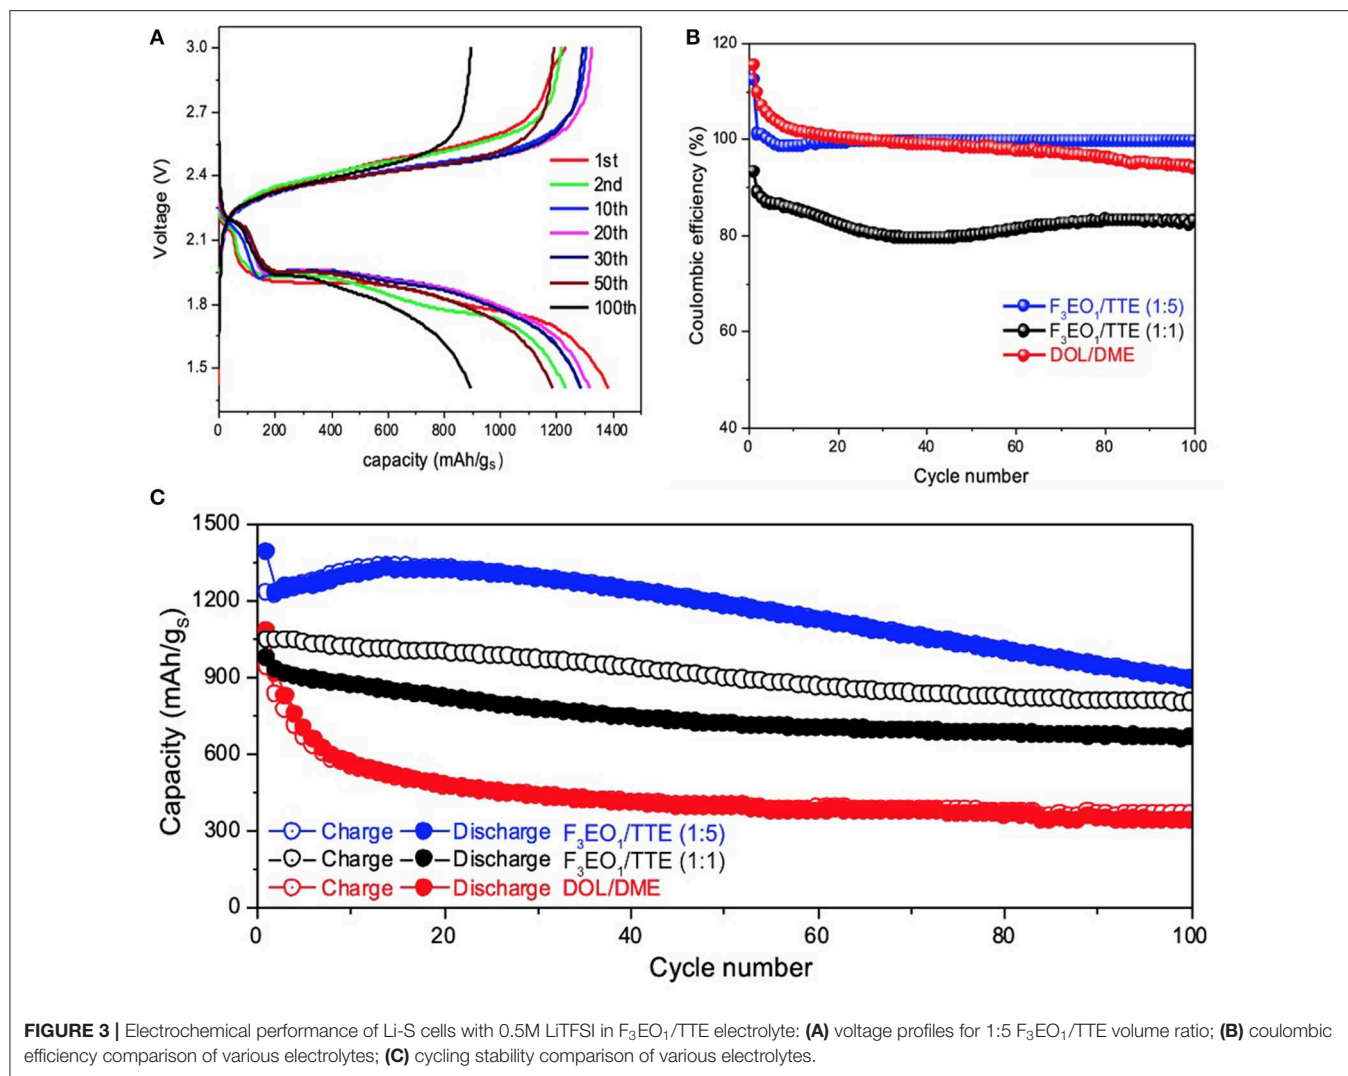 A
3.0
2.7
2.4
2.1
1.8
1.5
Voltage (V)
1st
2nd
10th
20th
30th
50th
100th
0 200 400 600 800 1000 1200 1400
capacity (mAh/gₛ)
B
120
100
80
60
40
Coulombic efficiency (%)
F₃EO₁/TTE (1:5)
F₃EO₁/TTE (1:1)
DOL/DME
0 20 40 60 80 100
Cycle number
C
1500
1200
900
600
300
0
Capacity (mAh/gₛ)
Charge Discharge F₃EO₁/TTE (1:5)
Charge Discharge F₃EO₁/TTE (1:1)
Charge Discharge DOL/DME
0 20 40 60 80 100
Cycle number
FIGURE 3 | Electrochemical performance of Li-S cells with 0.5M LiTFSI in F₃EO₁/TTE electrolyte: (A) voltage profiles for 1:5 F₃EO₁/TTE volume ratio; (B) coulombic
efficiency comparison of various electrolytes; (C) cycling stability comparison of various electrolytes.